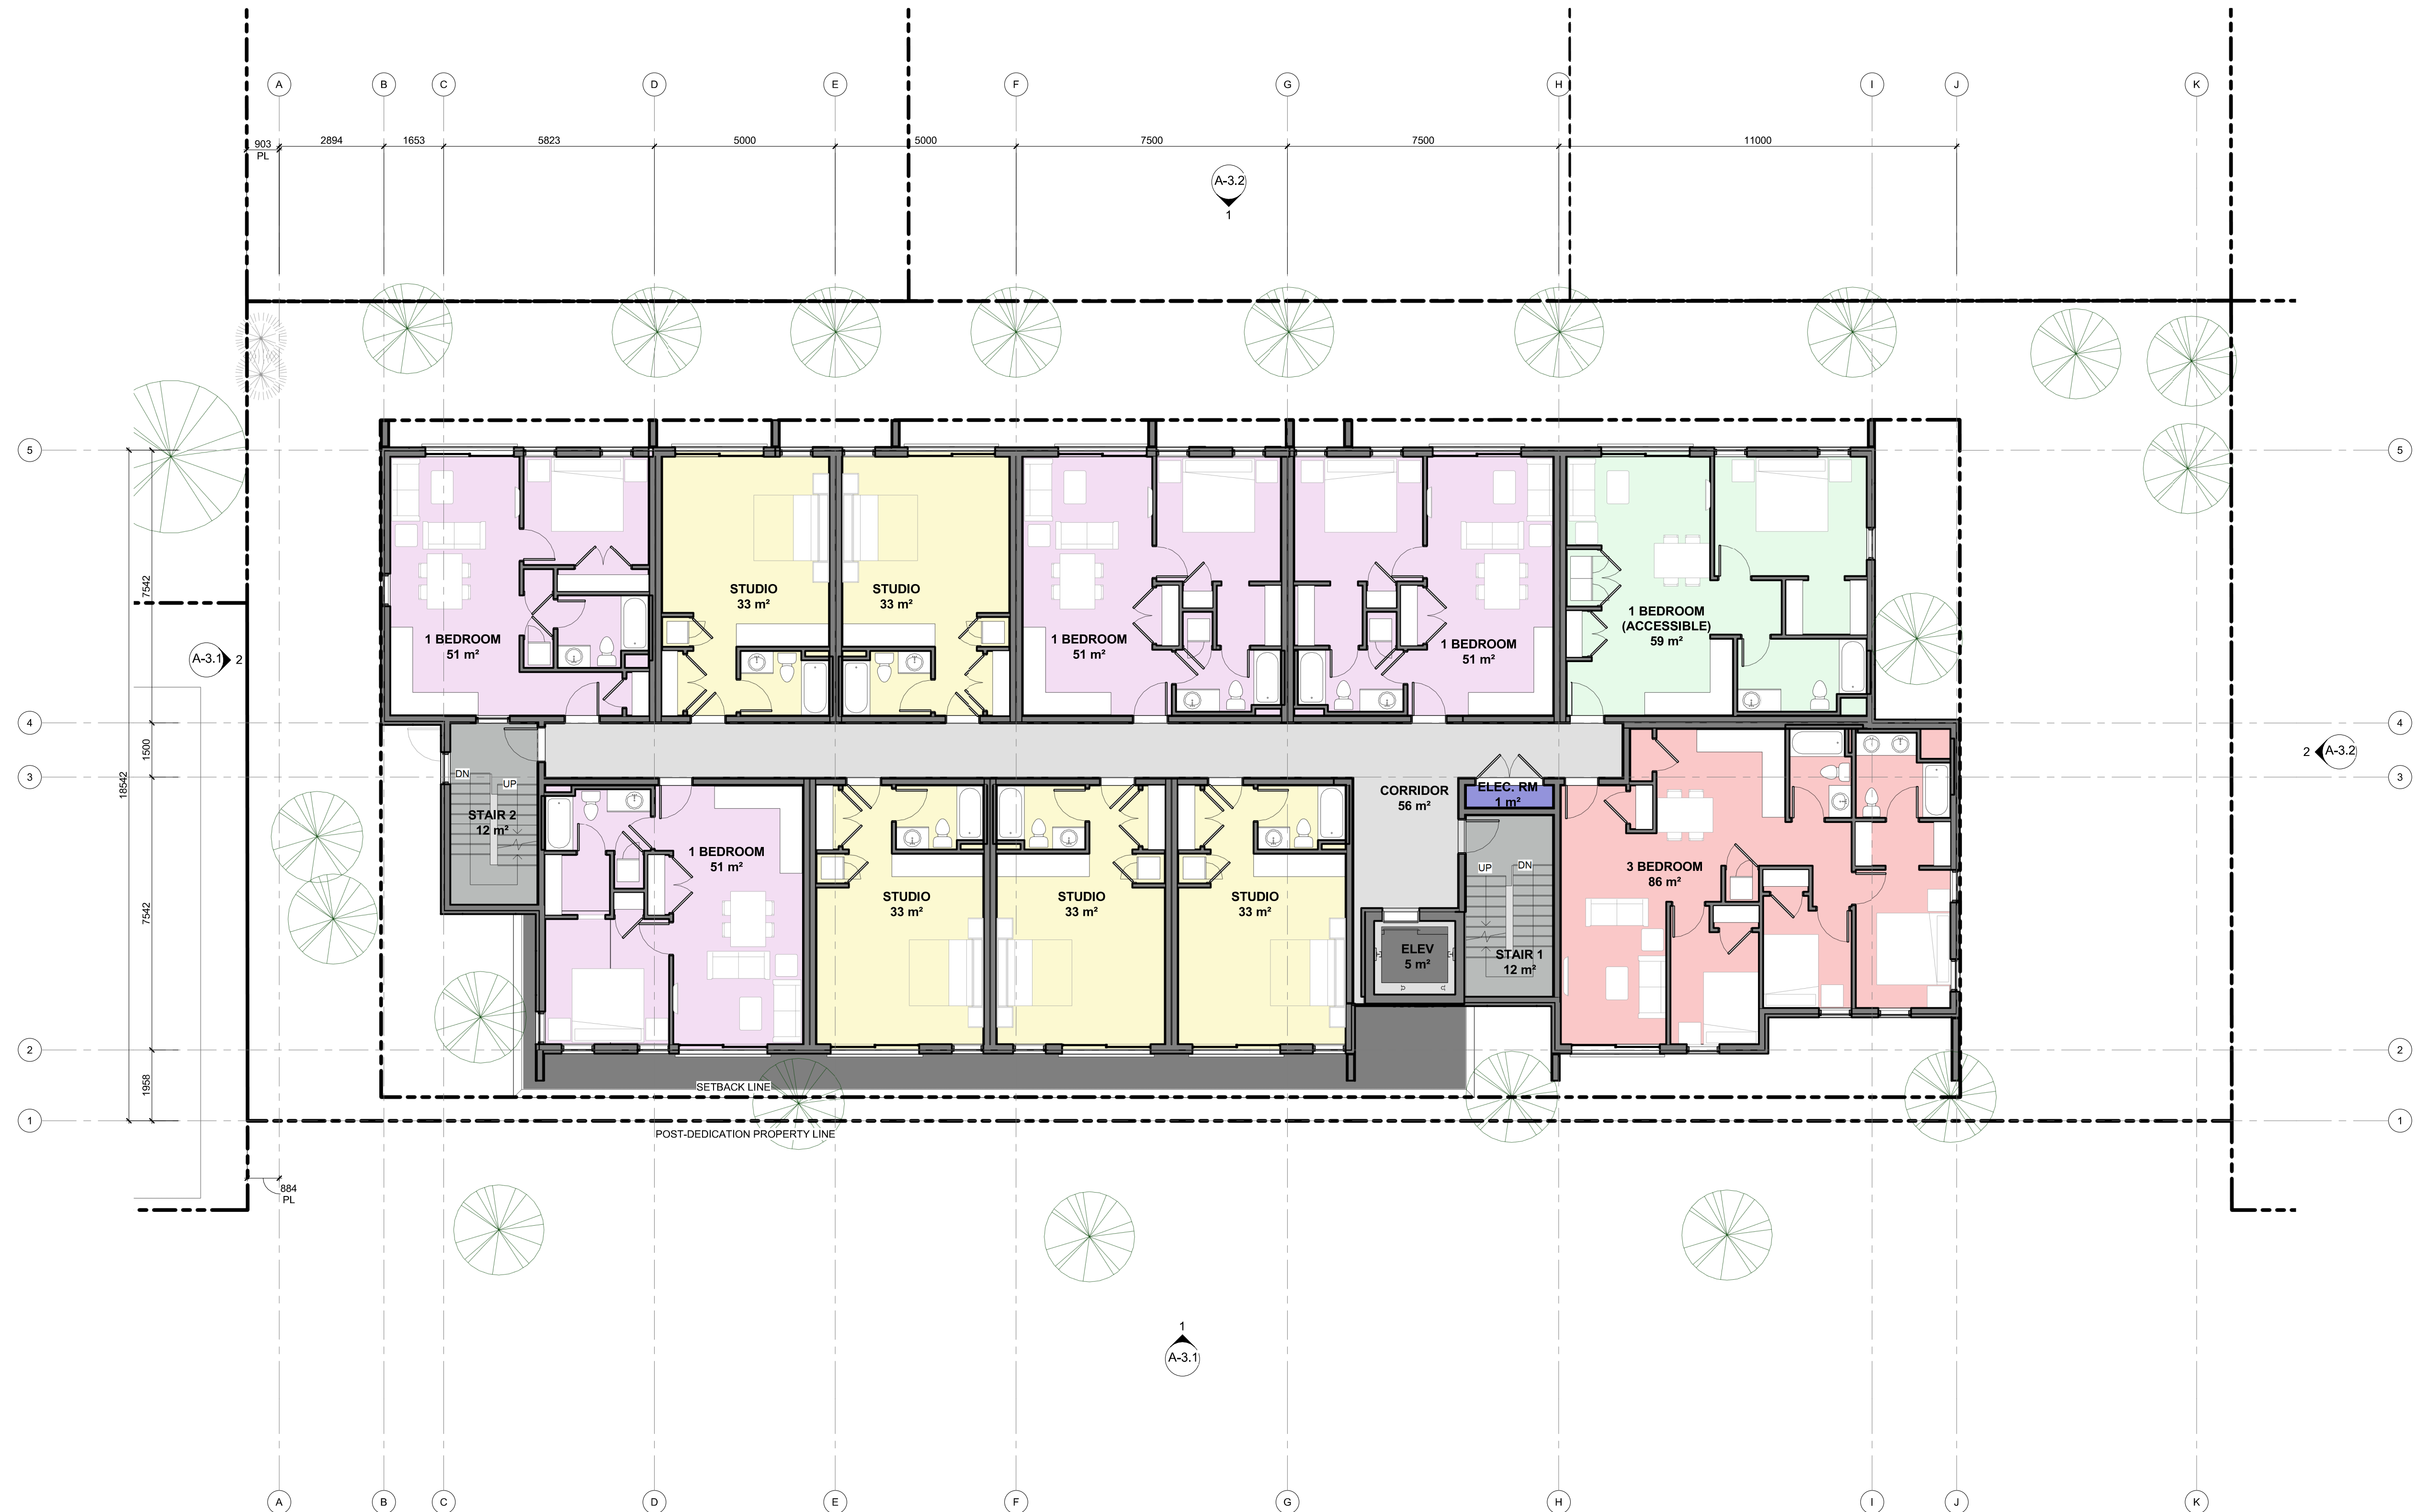 A B C D E F G H I J K
903 2894 1653 5823 5000 5000 7500 7500 11000
PL
A-3.2
1
5 5
7542
STUDIO STUDIO
33 m² 33 m²
1 BEDROOM
51 m²
1 BEDROOM
51 m²
1 BEDROOM
51 m²
1 BEDROOM
(ACCESSIBLE)
59 m²
A-3.1 2
4 4
1500
18542
2 A-3.2
3 3
DN
UP
STAIR 2
12 m²
CORRIDOR
56 m²
ELEC. RM
1 m²
1 BEDROOM
51 m²
3 BEDROOM
86 m²
UP DN
STUDIO STUDIO STUDIO
33 m² 33 m² 33 m²
7542
ELEV
5 m²
STAIR 1
12 m²
2 2
1958
SETBACK LINE
1 1
POST-DEDICATION PROPERTY LINE
884
PL
1
A-3.1
A B C D E F G H I J K